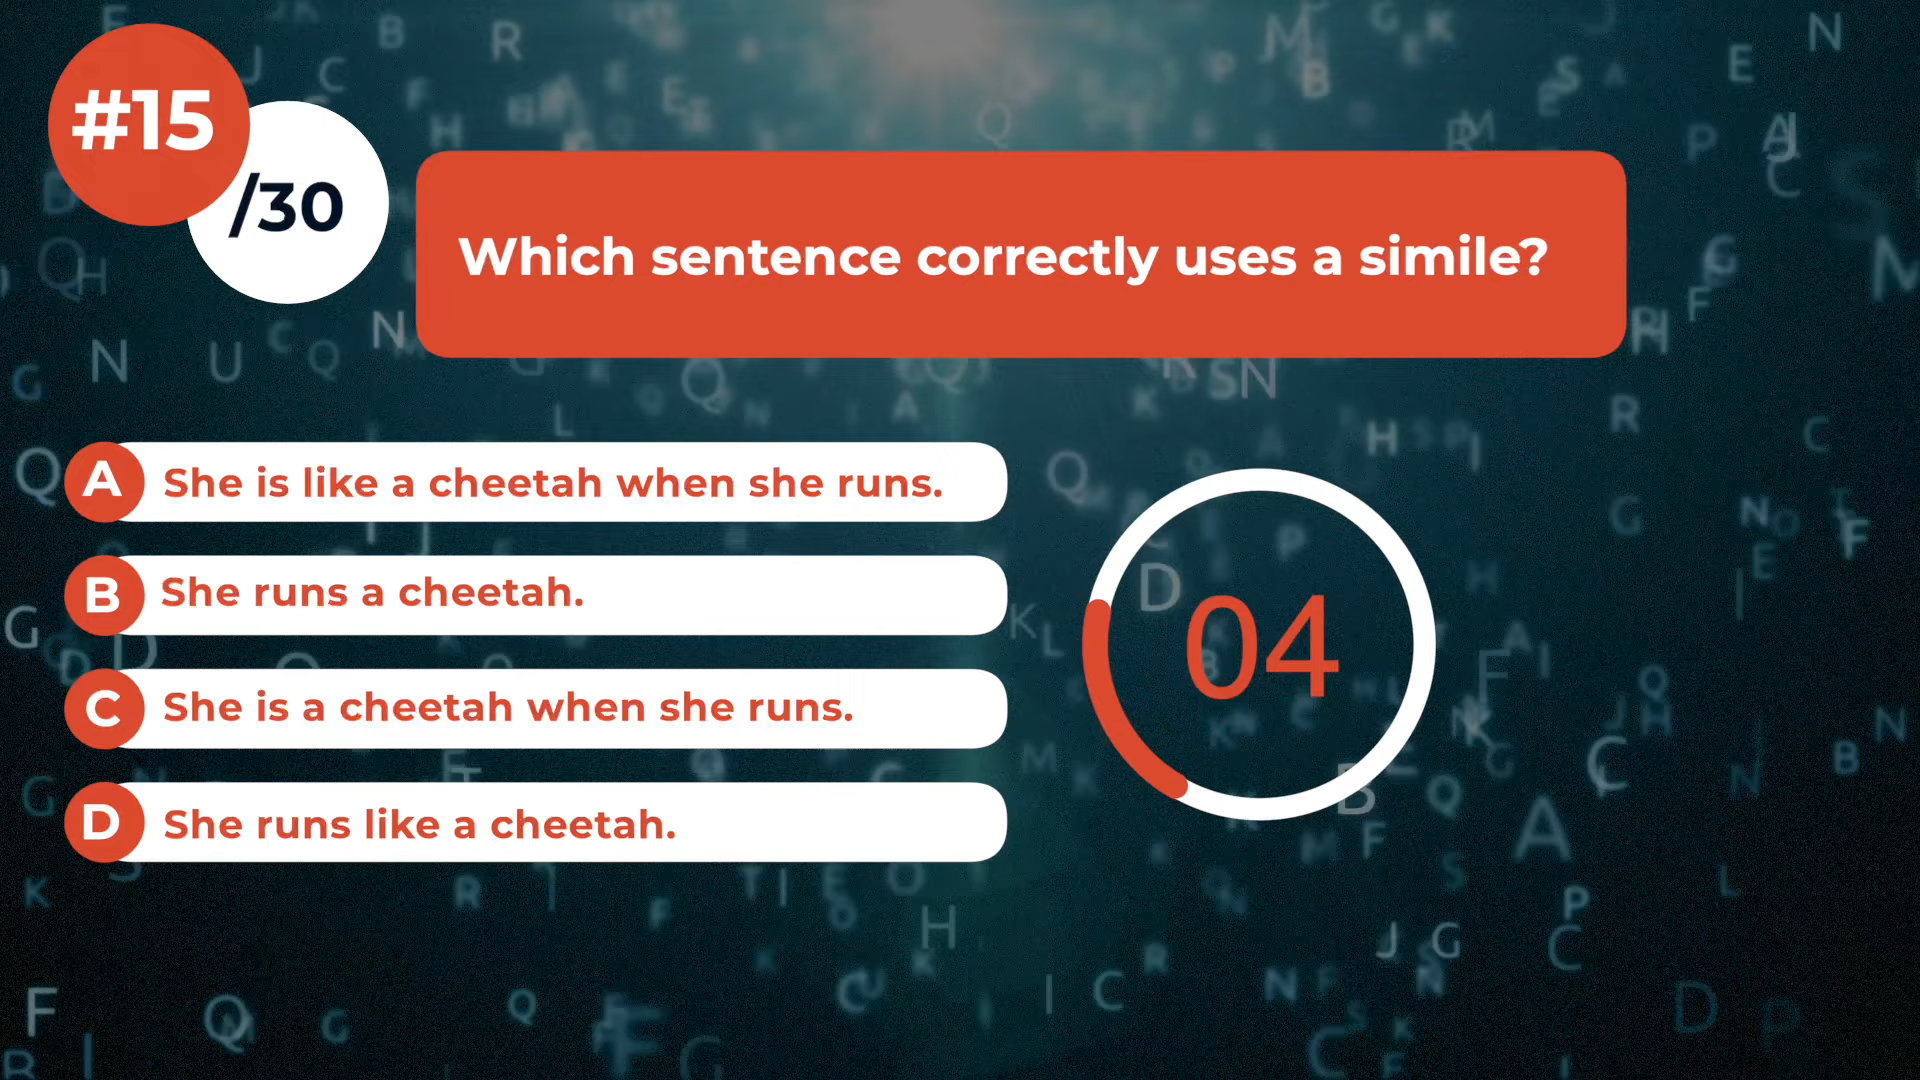 #15
/30
Which sentence correctly uses a simile?
A She is like a cheetah when she runs.
B She runs a cheetah.
C She is a cheetah when she runs.
D She runs like a cheetah.
04